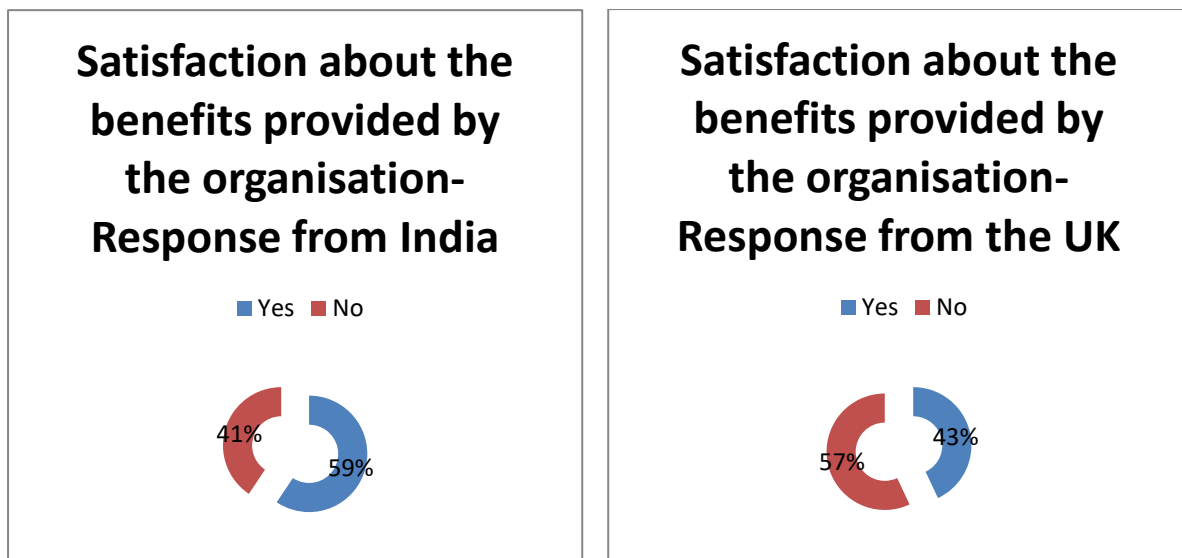 Satisfaction about the
benefits provided by
the organisation-
Response from India
Yes No
41%
59%
Satisfaction about the
benefits provided by
the organisation-
Response from the UK
Yes No
43%
57%